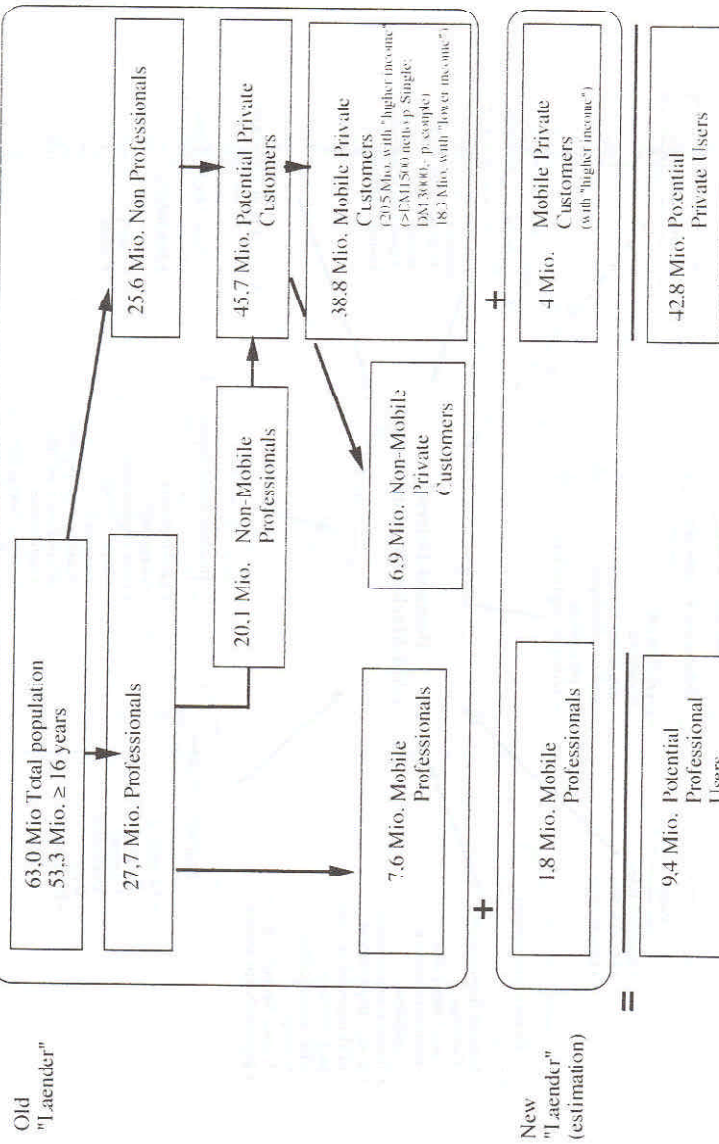 Old
"Laender"
63.0 Mio Total population
53.3 Mio. ≥ 16 years
27,7 Mio. Professionals
25.6 Mio. Non Professionals
20.1 Mio. Non-Mobile
Professionals
45.7 Mio. Potential Private
Customers
7.6 Mio. Mobile
Professionals
6.9 Mio. Non-Mobile
Private
Customers
38.8 Mio. Mobile Private
Customers
(20.5 Mio. with "higher income"
(>DM1500 netto p. Single;
DM3000,- p. couple)
18.3 Mio. with "lower income")
+
+
New
"Laender"
(estimation)
1.8 Mio. Mobile
Professionals
4 Mio. Mobile Private
Customers
(with "higher income")
=
9.4 Mio. Potential
Professional
Users
42.8 Mio. Potential
Private Users